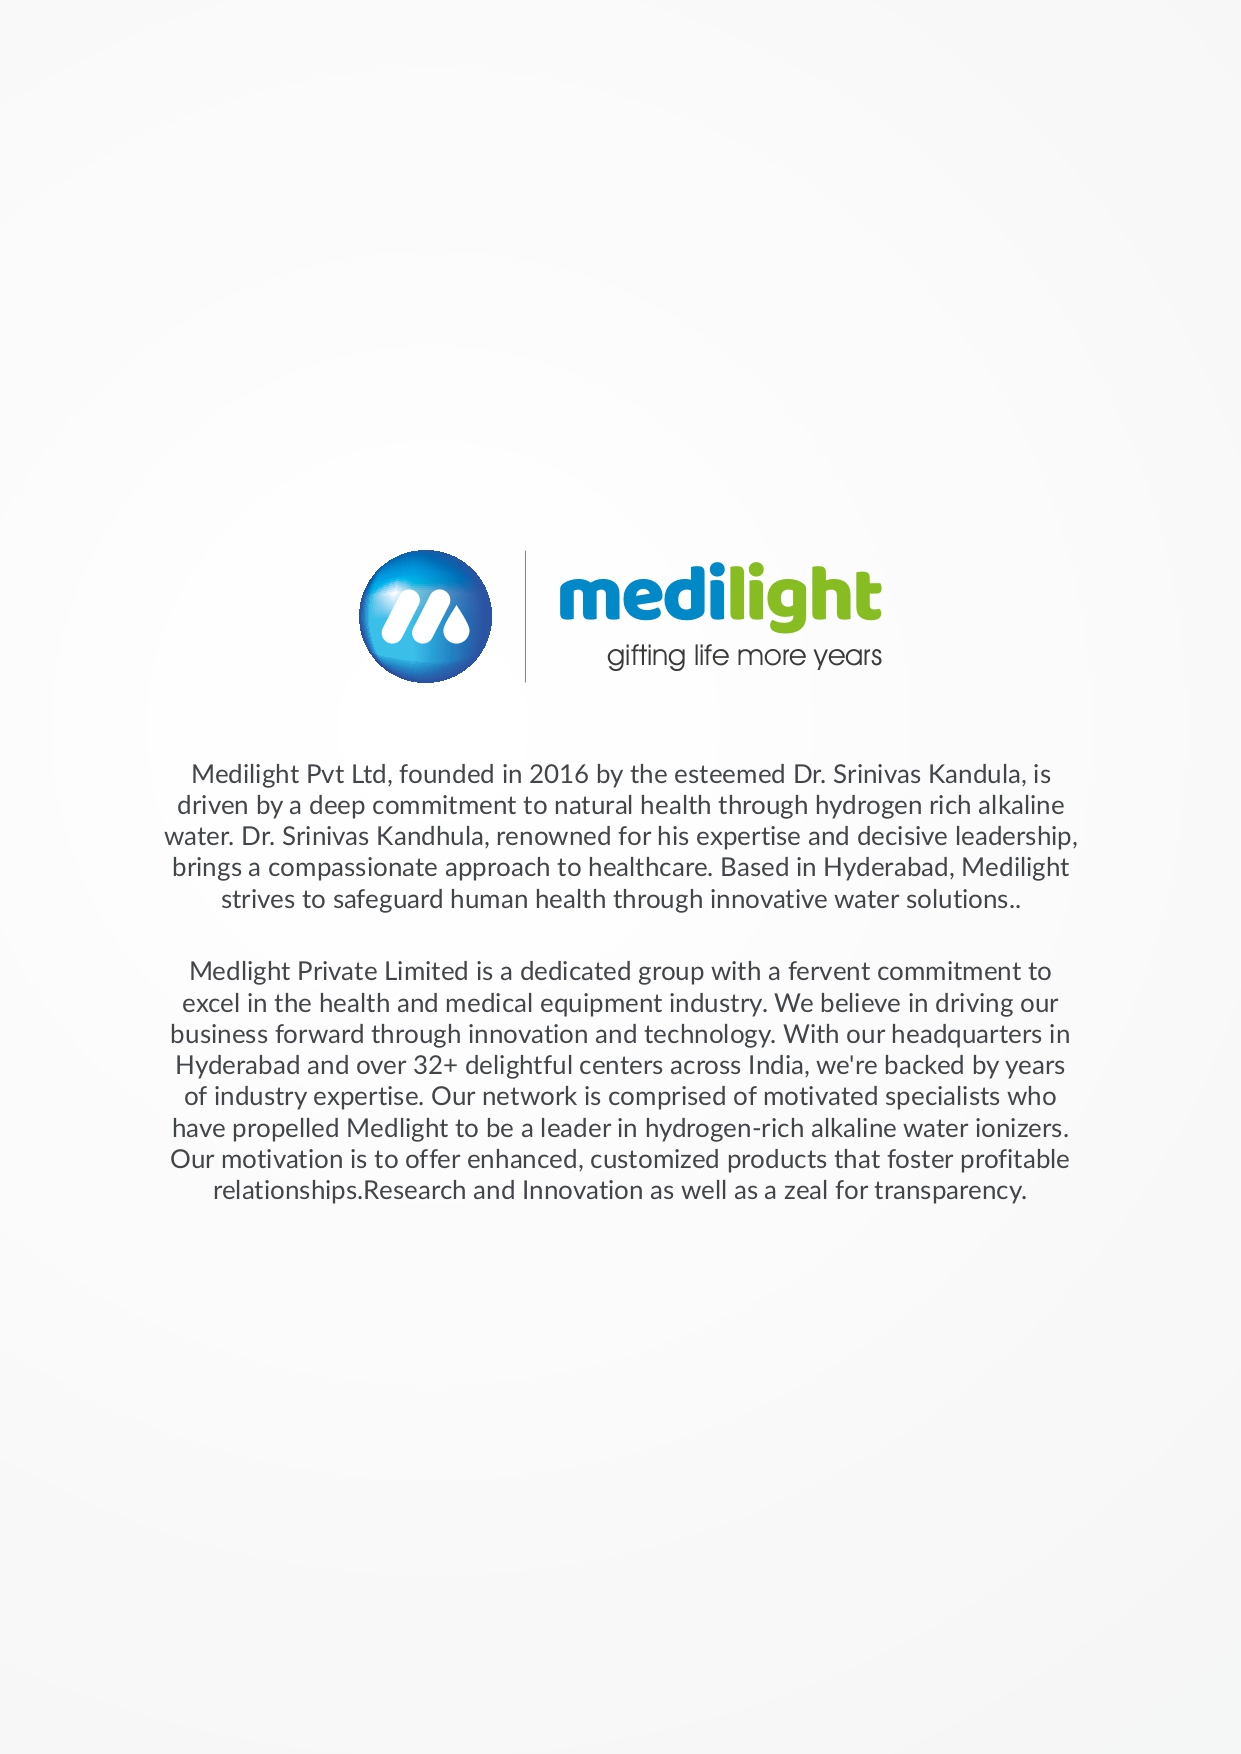 medilight
gifting life more years
Medilight Pvt Ltd, founded in 2016 by the esteemed Dr. Srinivas Kandula, is
driven by a deep commitment to natural health through hydrogen rich alkaline
water. Dr. Srinivas Kandhula, renowned for his expertise and decisive leadership,
brings a compassionate approach to healthcare. Based in Hyderabad, Medilight
strives to safeguard human health through innovative water solutions..
Medlight Private Limited is a dedicated group with a fervent commitment to
excel in the health and medical equipment industry. We believe in driving our
business forward through innovation and technology. With our headquarters in
Hyderabad and over 32+ delightful centers across India, we're backed by years
of industry expertise. Our network is comprised of motivated specialists who
have propelled Medlight to be a leader in hydrogen-rich alkaline water ionizers.
Our motivation is to offer enhanced, customized products that foster profitable
relationships.Research and Innovation as well as a zeal for transparency.